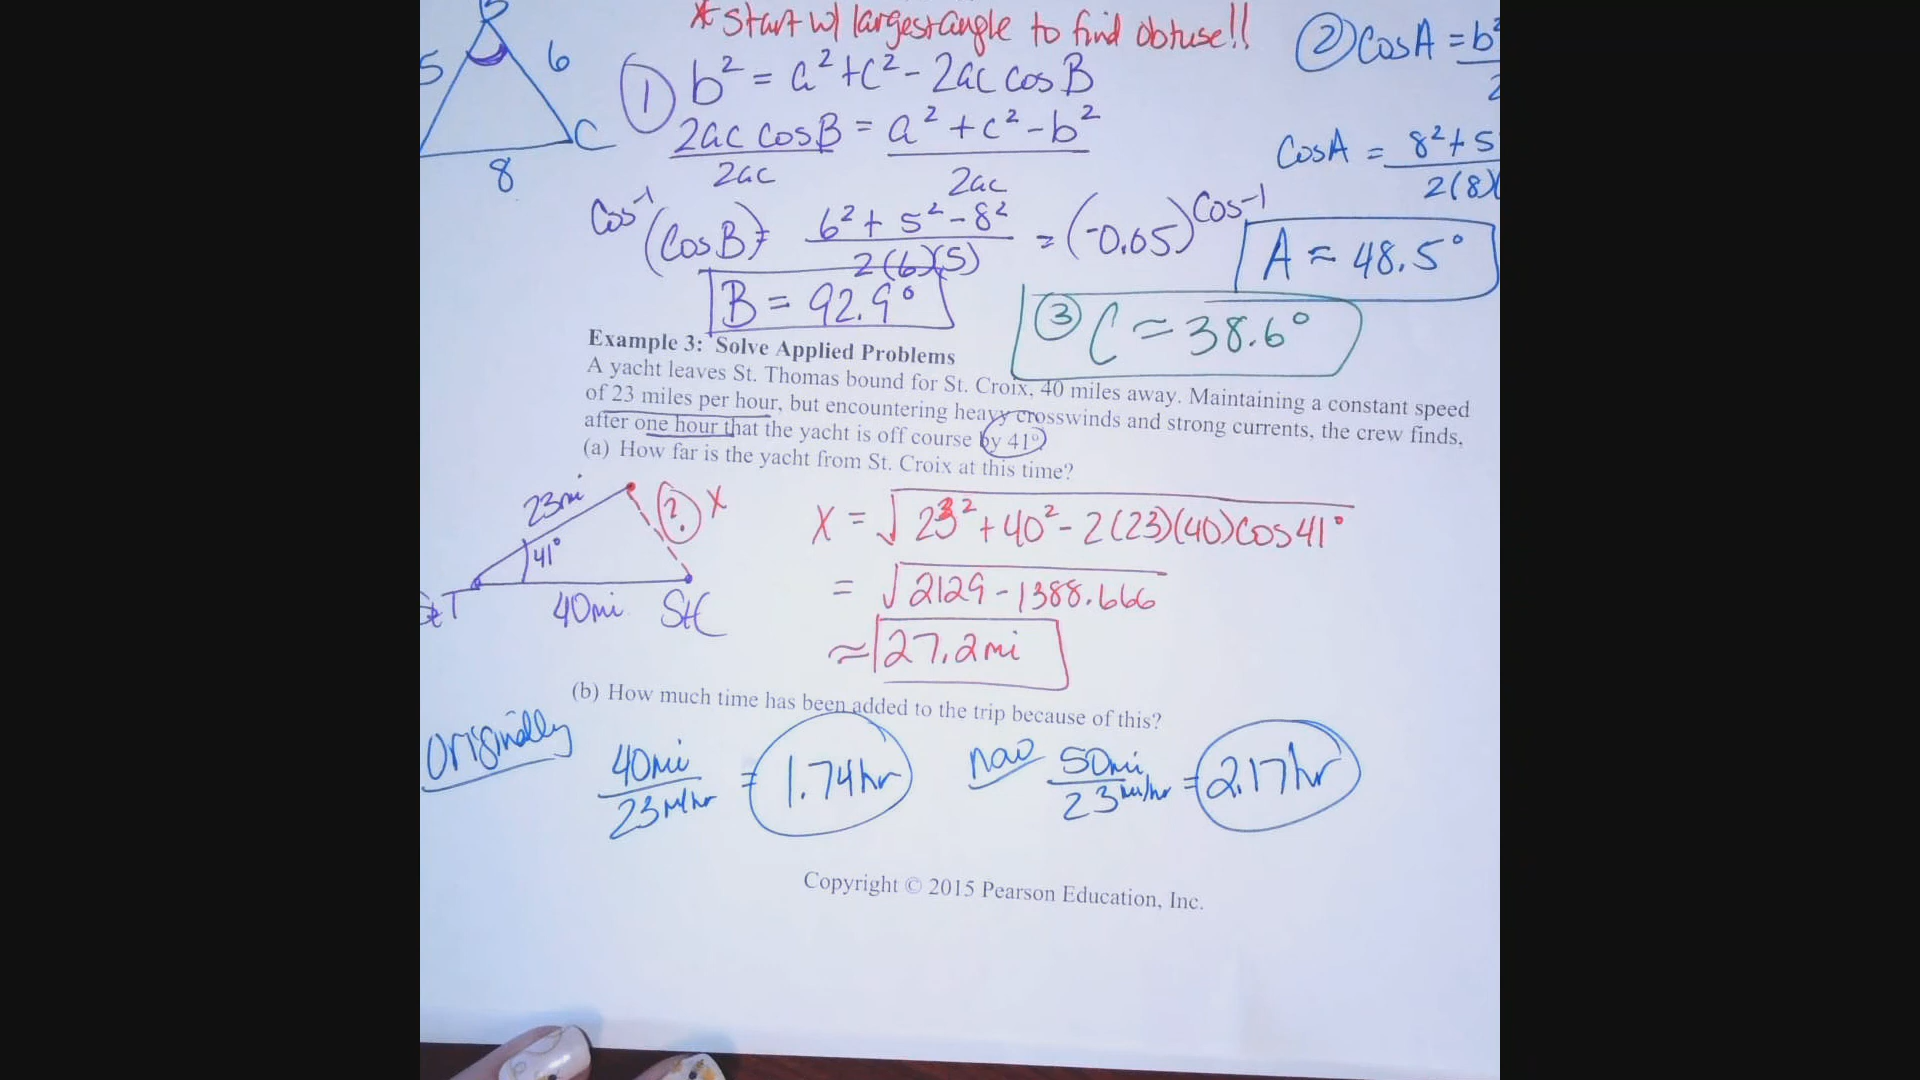 *Start w/ largest angle to find obtuse!!
B
5
6
C
8
① b² = a² + c² - 2ac cos B
2ac cosB = a² + c² - b²
2ac 2ac
cos⁻¹(cosB) = 6² + 5² - 8² / 2(6)(5) = (-0.05) cos⁻¹
B = 92.9°
② cosA = b²
cosA = 8² + 5
2(8)(
A ≈ 48.5°
③ C ≈ 38.6°
Example 3: Solve Applied Problems
A yacht leaves St. Thomas bound for St. Croix, 40 miles away. Maintaining a constant speed
of 23 miles per hour, but encountering heavy crosswinds and strong currents, the crew finds,
after one hour that the yacht is off course by 41°
(a) How far is the yacht from St. Croix at this time?
23mi
41°
? X
St T
40mi
StC
X = √23² + 40² - 2(23)(40)cos41°
= √2129 - 1388.666
≈ 27.2mi
(b) How much time has been added to the trip because of this?
Originally
40mi / 23mi/hr = 1.74hr
now 50mi / 23mi/hr = 2.17hr
Copyright © 2015 Pearson Education, Inc.